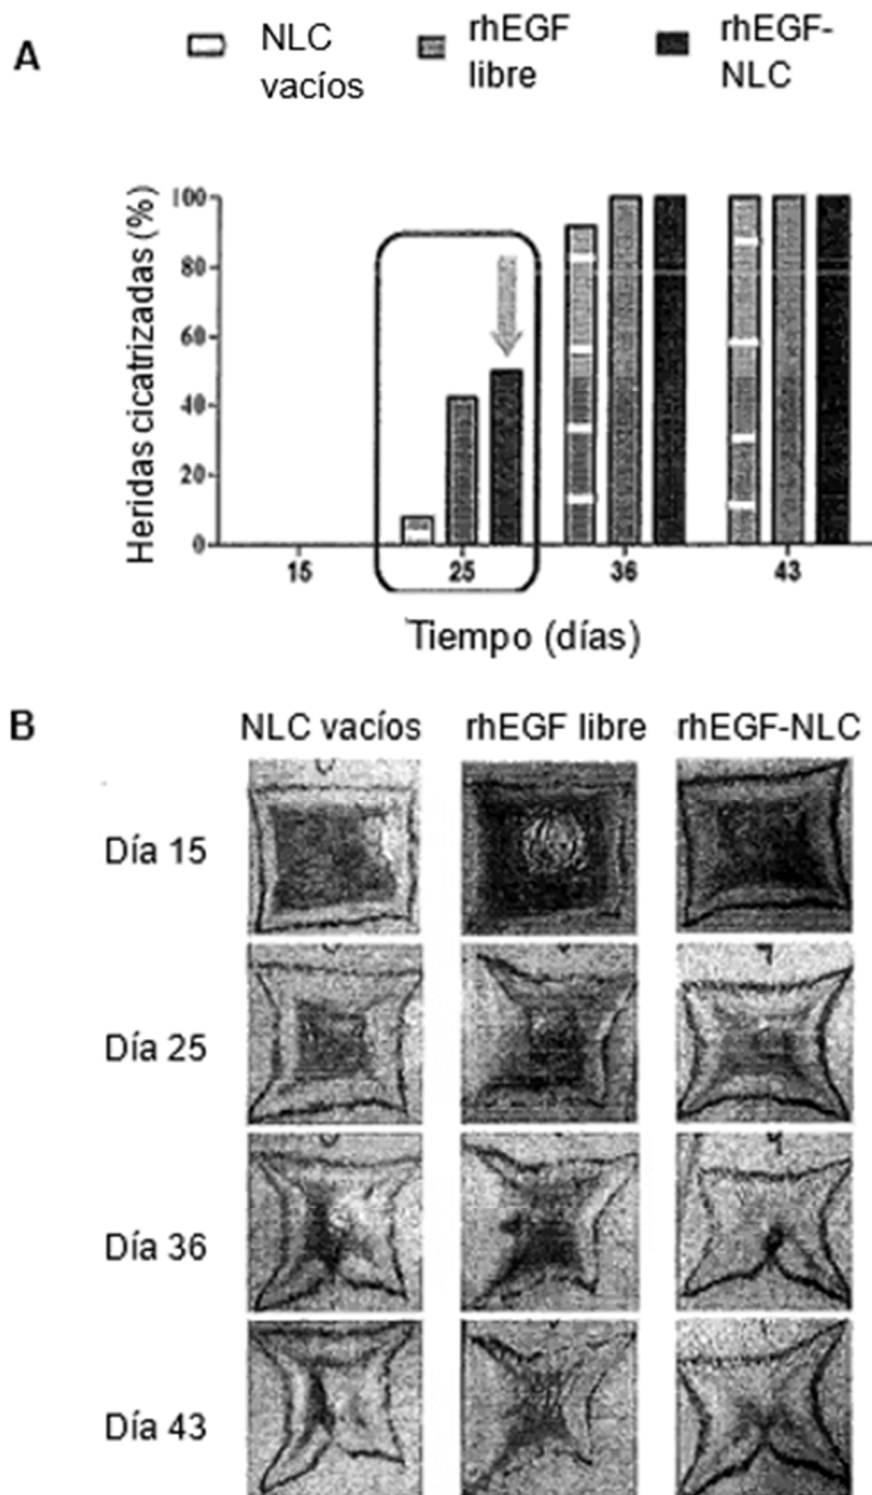 A
NLC
vacíos
rhEGF
libre
rhEGF-
NLC
Heridas cicatrizadas (%)
100
80
60
40
20
0
15
25
36
43
Tiempo (días)
B
NLC vacíos
rhEGF libre
rhEGF-NLC
Día 15
Día 25
Día 36
Día 43